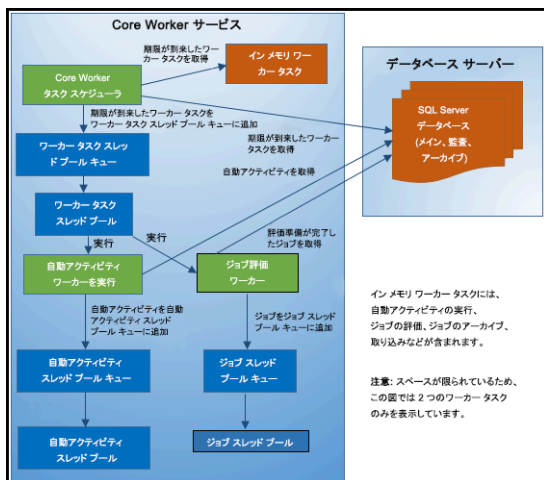 Core Worker サービス
期限が到来したワー
カー タスクを取得
イン メモリ ワー
カー タスク
Core Worker
タスク スケジューラ
期限が到来したワーカー タスクを
ワーカー タスク スレッド プール キューに追加
ワーカー タスク スレッ
ド プール キュー
期限が到来したワーカー
タスクを取得
自動アクティビティを取得
ワーカー タスク
スレッド プール
実行
実行
評価準備が完了し
たジョブを取得
自動アクティビティ
ワーカーを実行
ジョブ評価
ワーカー
自動アクティビティを自動
アクティビティ スレッド
プール キューに追加
ジョブをジョブ スレッド
プール キューに追加
自動アクティビティ
スレッド プール キュー
ジョブ スレッド
プール キュー
自動アクティビティ
スレッド プール
ジョブ スレッド プール
データベース サーバー
SQL Server
データベース
(メイン、監査、
アーカイブ)
イン メモリ ワーカー タスクには、
自動アクティビティの実行、
ジョブの評価、ジョブのアーカイブ、
取り込みなどが含まれます。
注意: スペースが限られているため、
この図では 2 つのワーカー タスク
のみを表示しています。